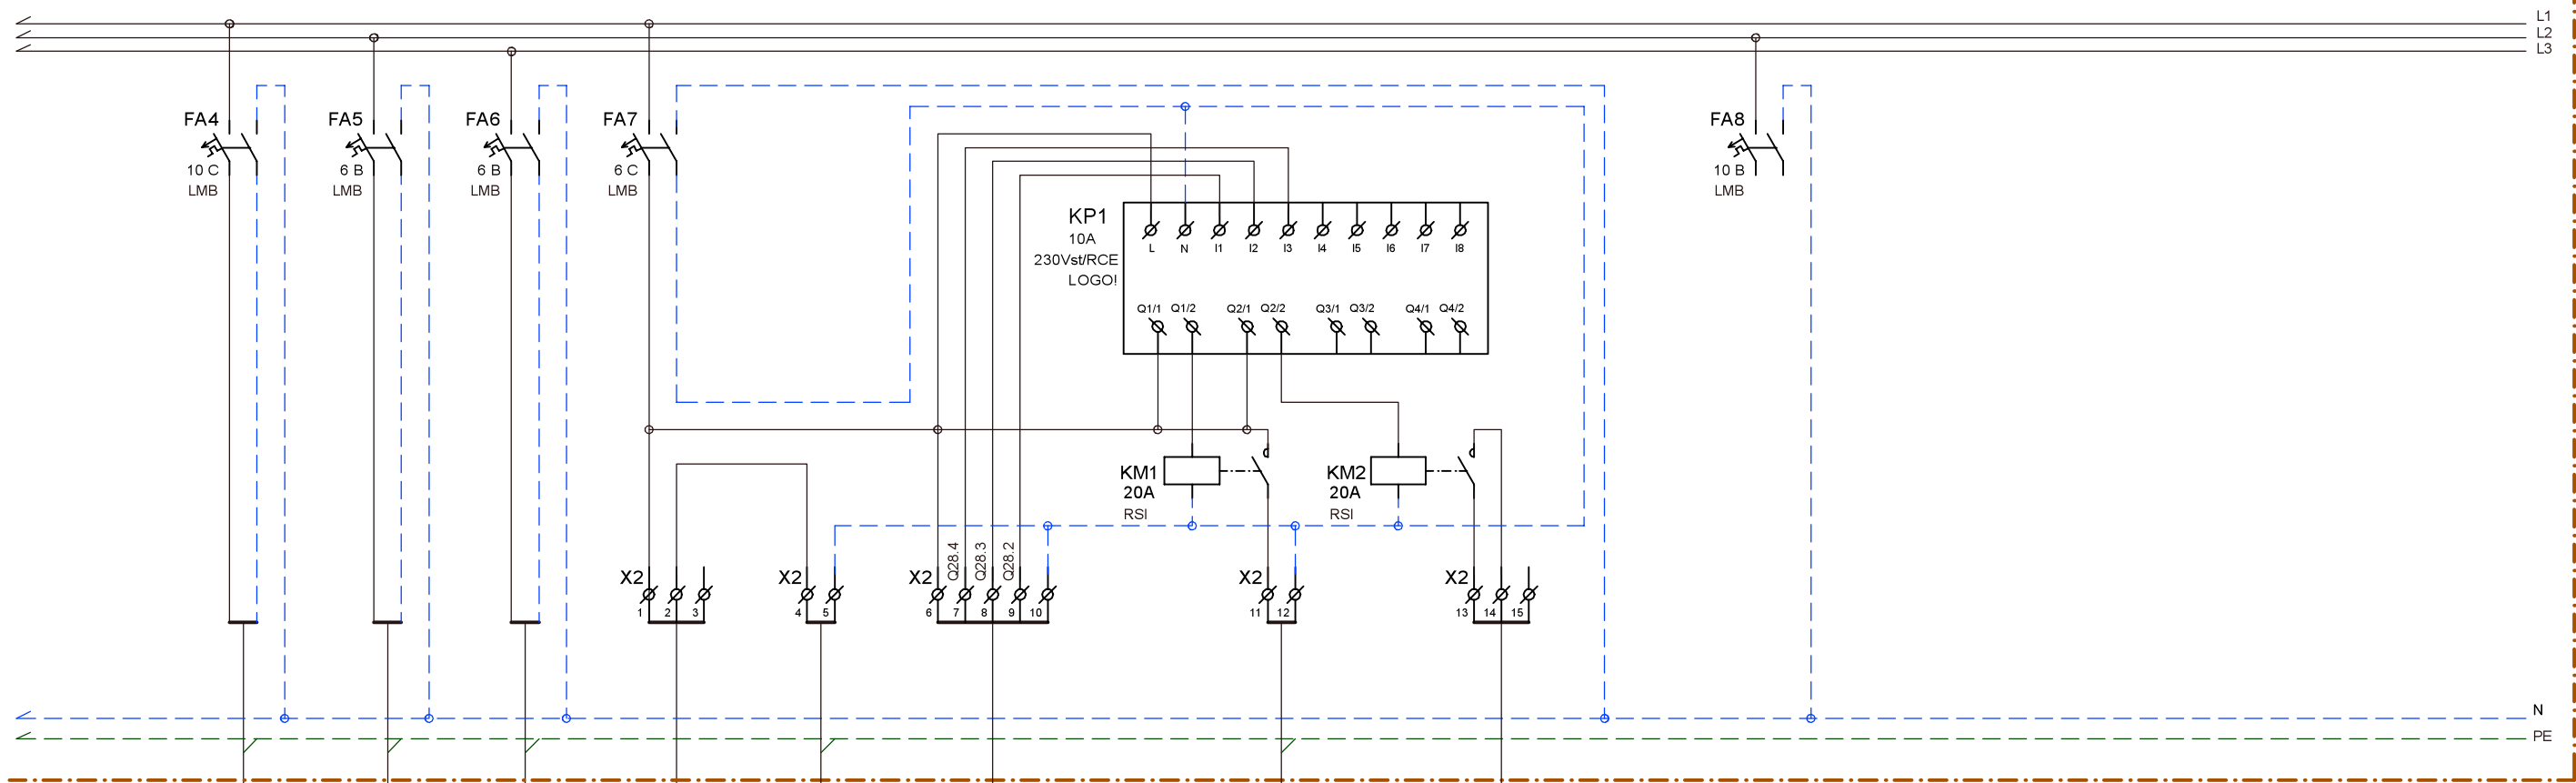 L1
L2
L3
FA4
10 C
LMB
FA5
6 B
LMB
FA6
6 B
LMB
FA7
6 C
LMB
FA8
10 B
LMB
KP1
10A
230Vst/RCE
LOGO!
L N I1 I2 I3 I4 I5 I6 I7 I8
Q1/1 Q1/2 Q2/1 Q2/2 Q3/1 Q3/2 Q4/1 Q4/2
KM1
20A
RSI
KM2
20A
RSI
Q28.4
Q28.3
Q28.2
X2
1 2 3
X2
4 5
X2
6 7 8 9 10
X2
11 12
X2
13 14 15
N
PE